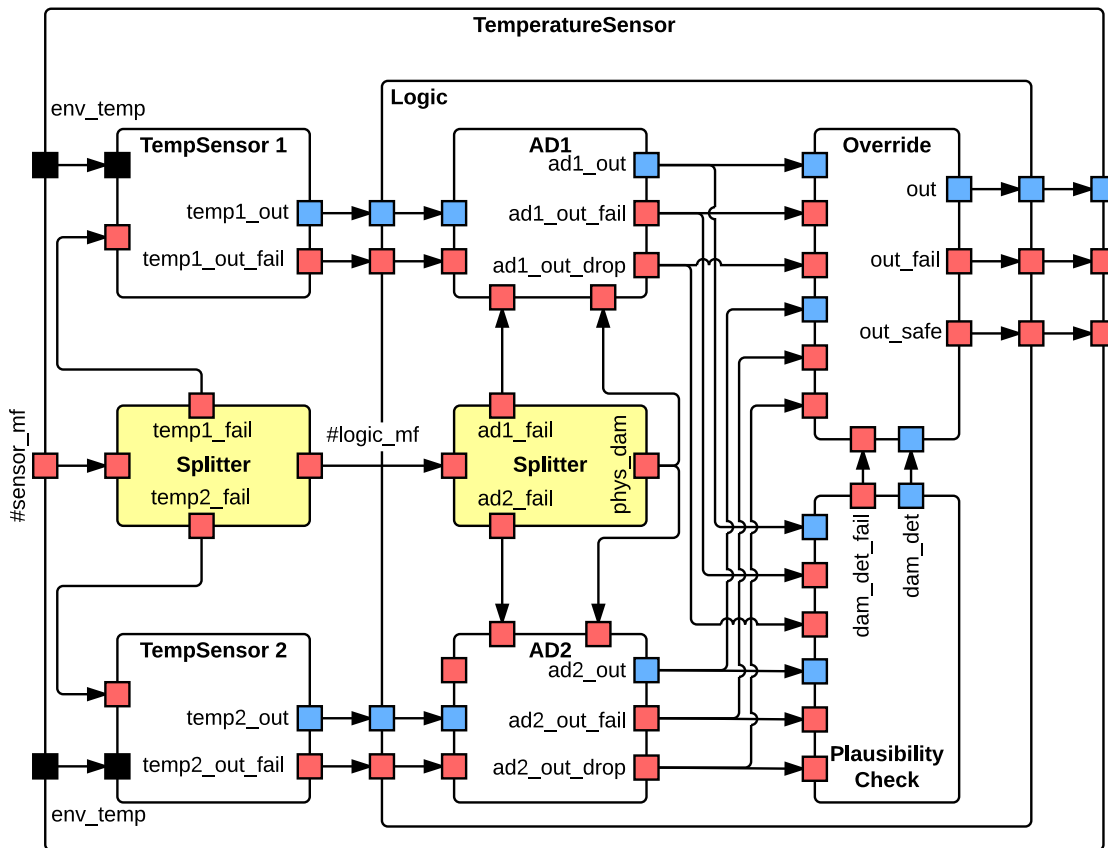 TemperatureSensor
Logic
env_temp
TempSensor 1
temp1_out
temp1_out_fail
AD1
ad1_out
ad1_out_fail
ad1_out_drop
Override
out
out_fail
out_safe
#sensor_mf
temp1_fail
Splitter
temp2_fail
#logic_mf
ad1_fail
Splitter
ad2_fail
phys_dam
dam_det_fail
dam_det
TempSensor 2
temp2_out
temp2_out_fail
env_temp
AD2
ad2_out
ad2_out_fail
ad2_out_drop
Plausibility
Check